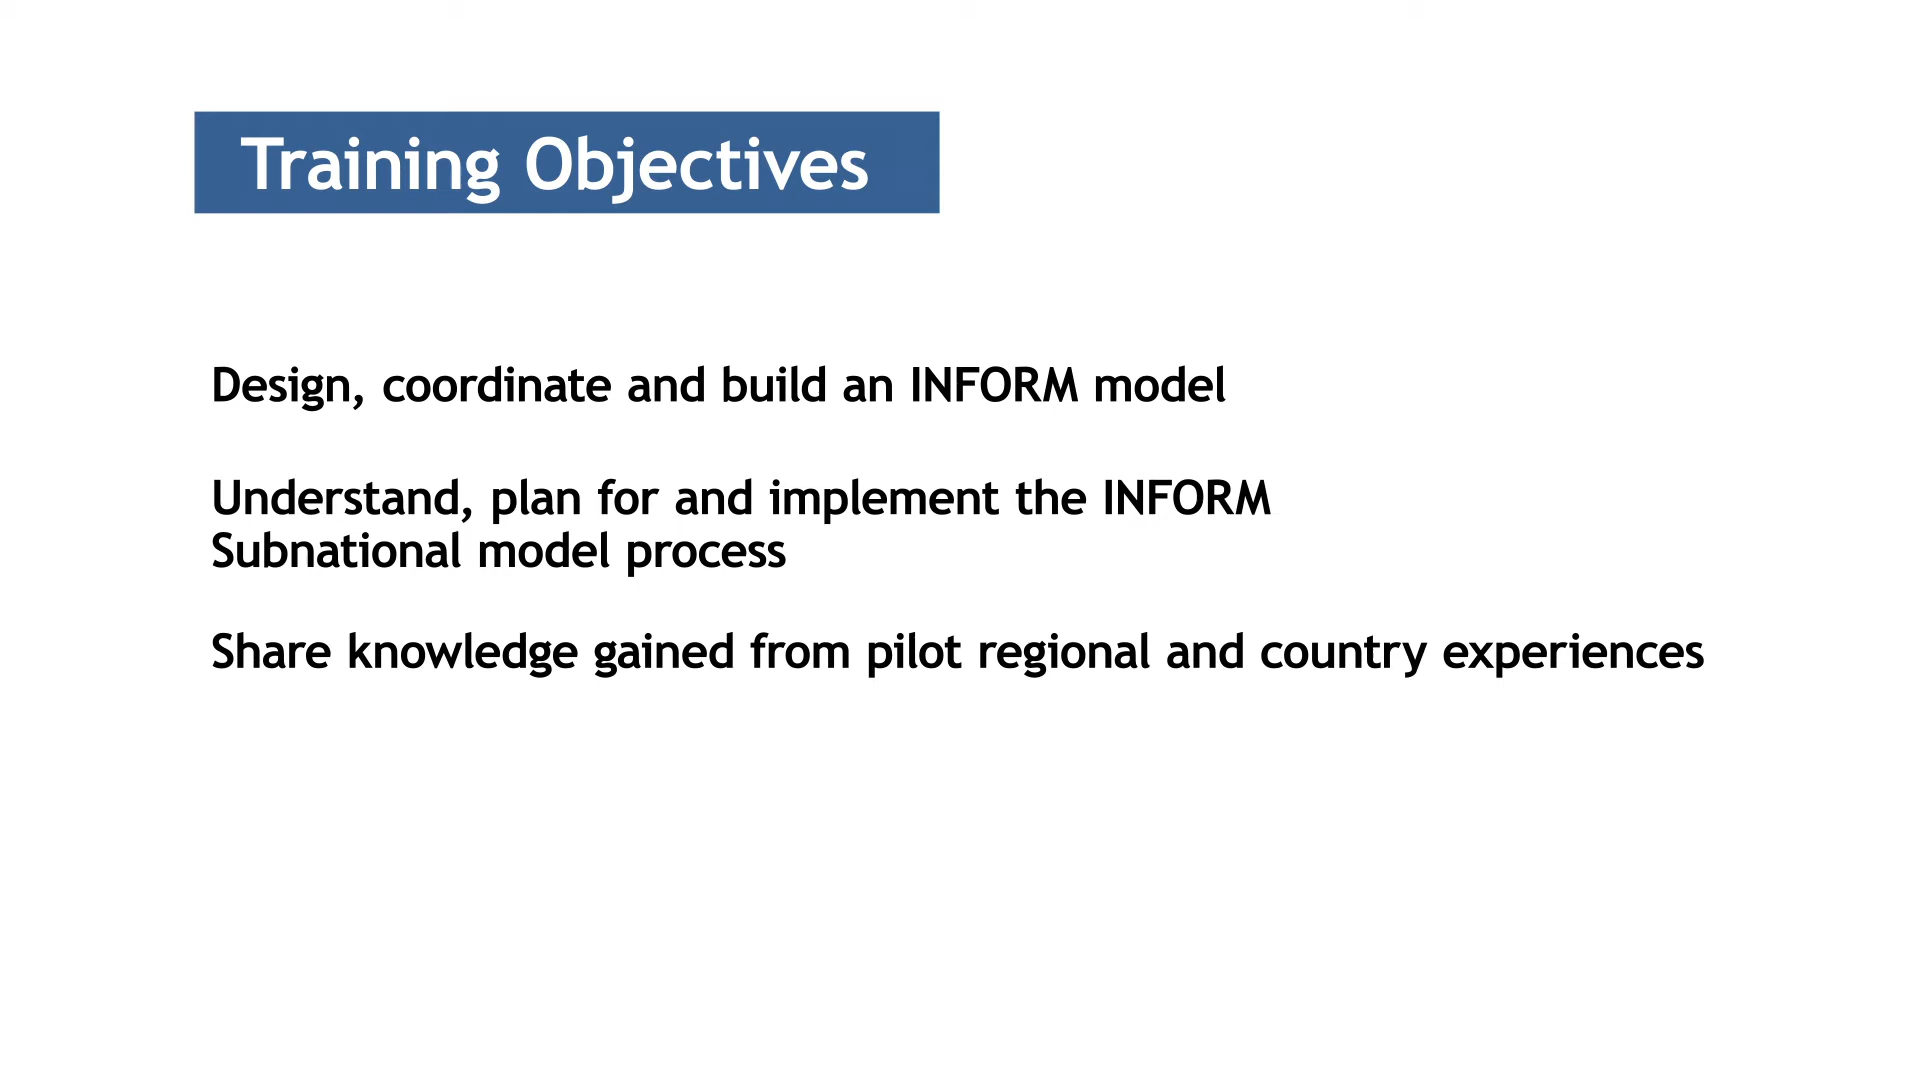 Training Objectives
Design, coordinate and build an INFORM model
Understand, plan for and implement the INFORM
Subnational model process
Share knowledge gained from pilot regional and country experiences